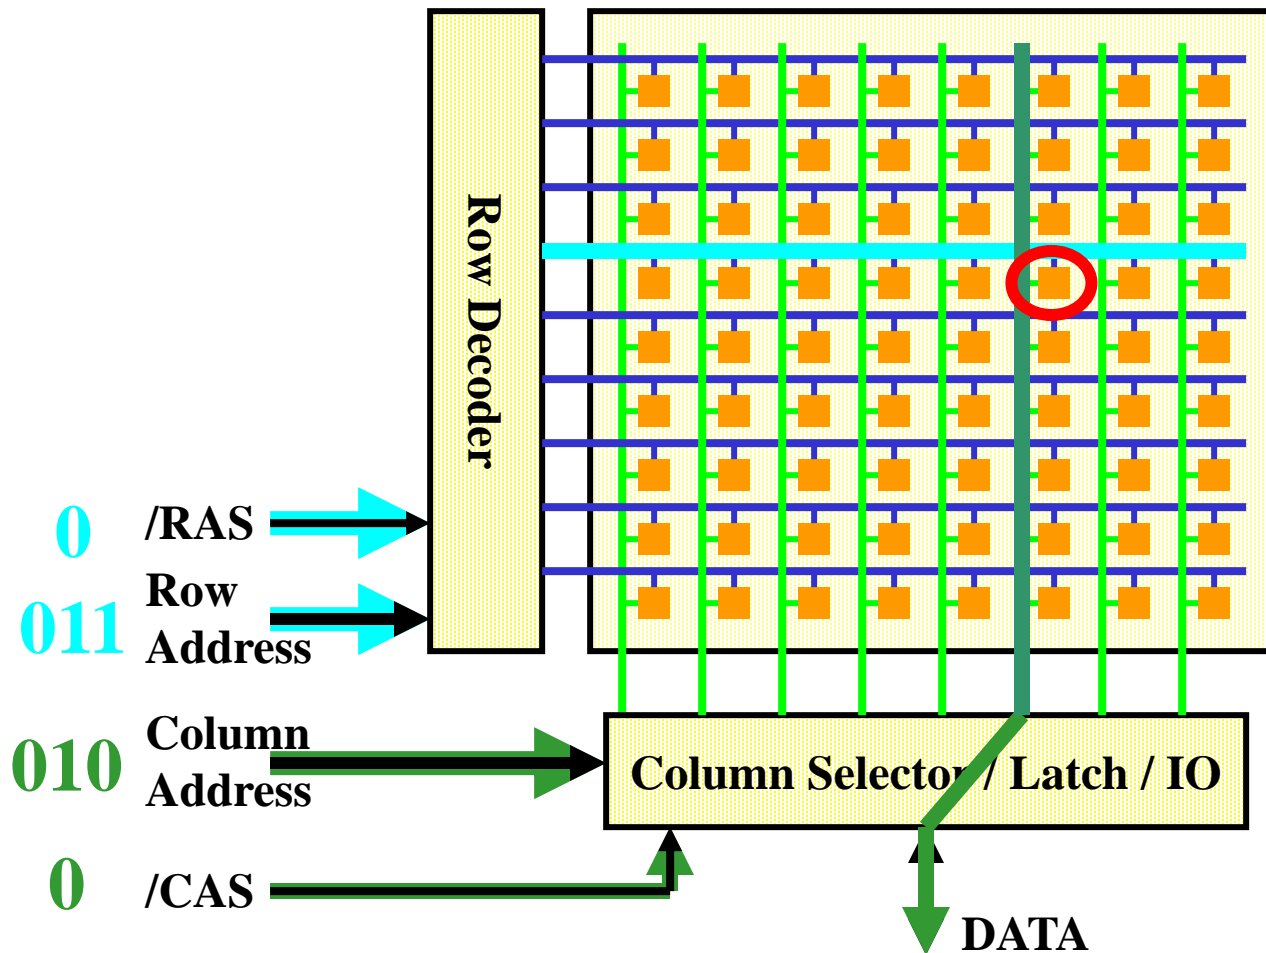 Row Decoder
0 /RAS
011 Row
Address
010 Column
Address
Column Selector / Latch / IO
0 /CAS
DATA